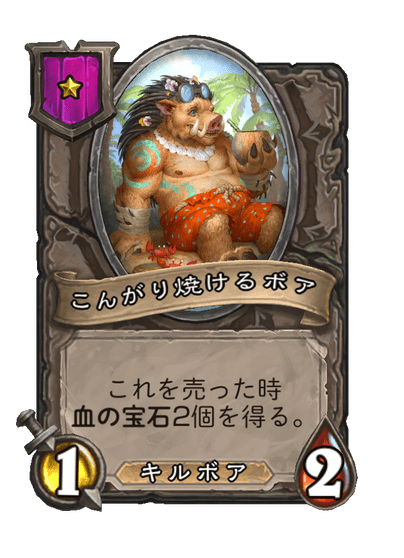 こんがり焼けるボア
これを売った時
血の宝石2個を得る。
キルボア
1
2